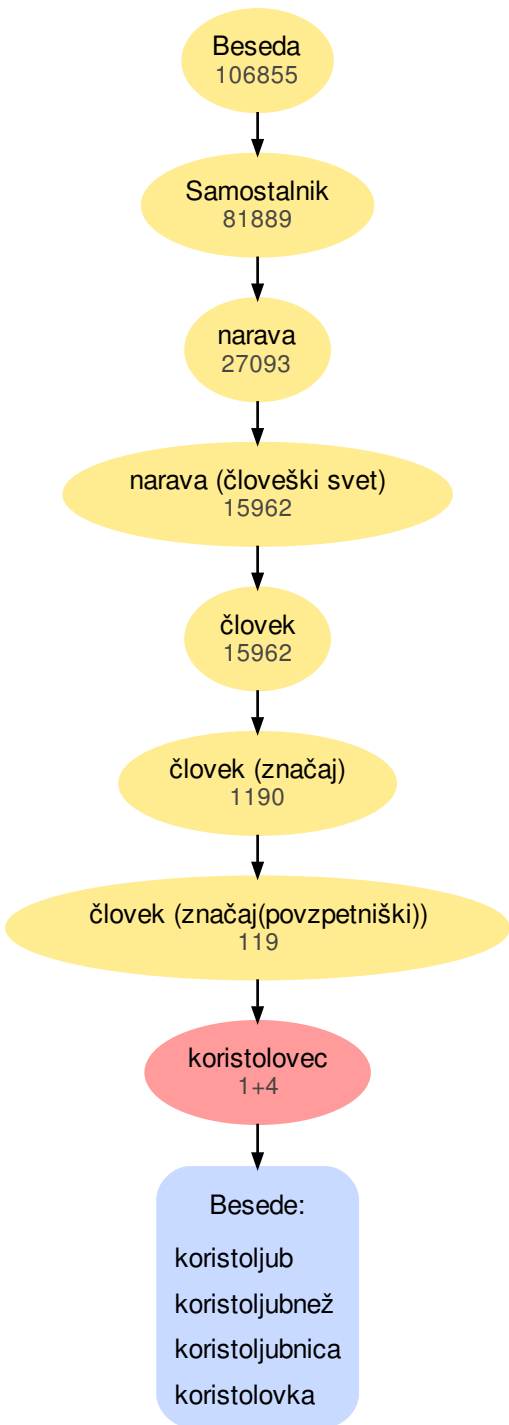 Beseda
106855
Samostalnik
81889
narava
27093
narava (človeški svet)
15962
človek
15962
človek (značaj)
1190
človek (značaj(povzpetniški))
119
koristolovec
1+4
Besede:
koristoljub
koristoljubnež
koristoljubnica
koristolovka